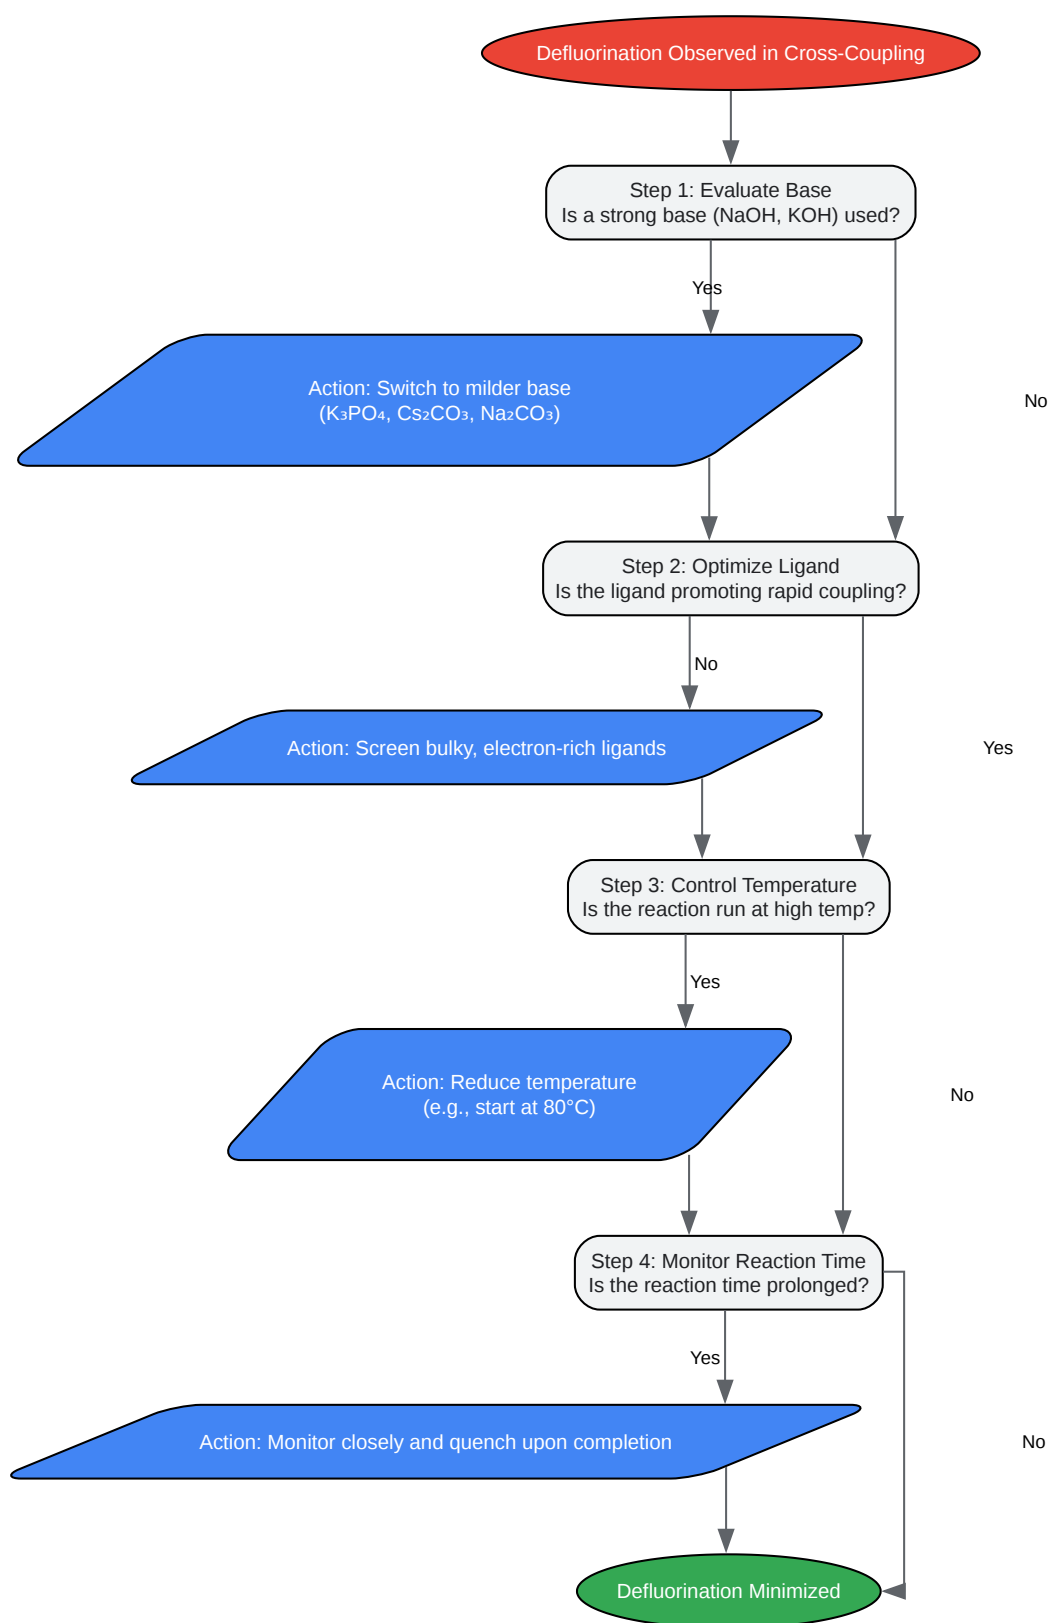 Defluorination Observed in Cross-Coupling
Step 1: Evaluate Base
Is a strong base (NaOH, KOH) used?
Yes
Action: Switch to milder base
(K₃PO₄, Cs₂CO₃, Na₂CO₃)
No
Step 2: Optimize Ligand
Is the ligand promoting rapid coupling?
No
Action: Screen bulky, electron-rich ligands
Yes
Step 3: Control Temperature
Is the reaction run at high temp?
Yes
Action: Reduce temperature
(e.g., start at 80°C)
No
Step 4: Monitor Reaction Time
Is the reaction time prolonged?
Yes
Action: Monitor closely and quench upon completion
No
Defluorination Minimized